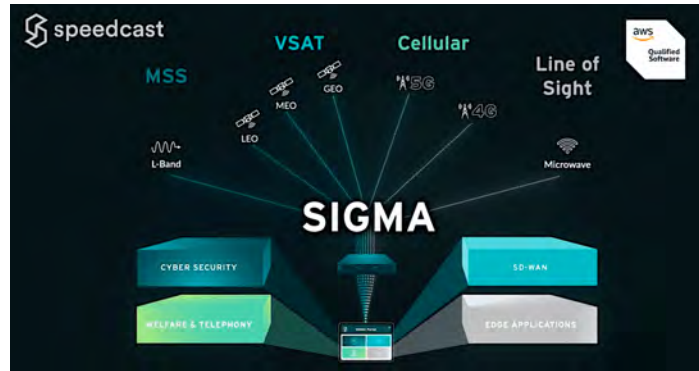 speedcast
aws
Qualified
Software
MSS
VSAT
Cellular
Line of
Sight
L-Band
LEO
MEO
GEO
5G
4G
Microwave
SIGMA
CYBER SECURITY
SD-WAN
WELFARE & TELEPHONY
EDGE APPLICATIONS